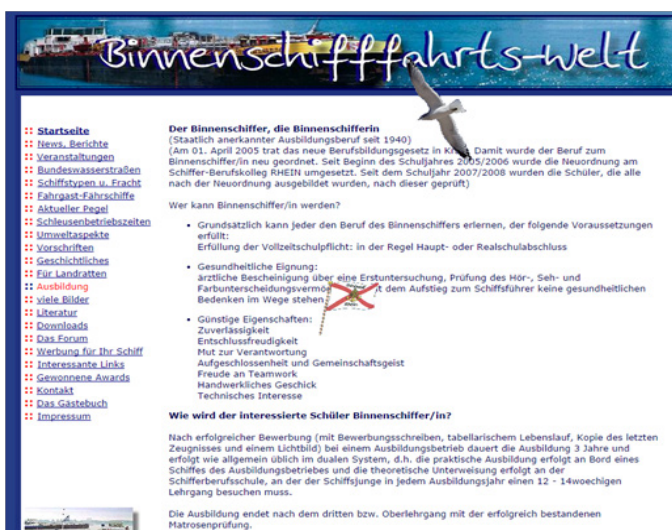 Binnenschifffahrts-welt
Startseite
News, Berichte
Veranstaltungen
Bundeswasserstraßen
Schiffstypen u. Fracht
Fahrgast-Fährschiffe
Aktueller Pegel
Schleusenbetriebszeiten
Umweltaspekte
Vorschriften
Geschichtliches
Für Landratten
Ausbildung
viele Bilder
Literatur
Downloads
Das Forum
Werbung für Ihr Schiff
Interessante Links
Gewonnene Awards
Kontakt
Das Gästebuch
Impressum
Der Binnenschiffer, die Binnenschifferin
(Staatlich anerkannter Ausbildungsberuf seit 1940)
(Am 01. April 2005 trat das neue Berufsbildungsgesetz in Damit wurde der Beruf zum
Binnenschiffer/in neu geordnet. Seit Beginn des Schuljahres 2005/2006 wurde die Neuordnung am
Schiffer-Berufskolleg RHEIN umgesetzt. Seit dem Schuljahr 2007/2008 wurden die Schüler, die alle
nach der Neuordnung ausgebildet wurden, nach dieser geprüft)
Wer kann Binnenschiffer/in werden?
• Grundsätzlich kann jeder den Beruf des Binnenschiffers erlernen, der folgende Voraussetzungen
erfüllt:
Erfüllung der Vollzeitschulpflicht: in der Regel Haupt- oder Realschulabschluss
• Gesundheitliche Eignung:
ärztliche Bescheinigung über eine Erstuntersuchung, Prüfung des Hör-, Seh- und
dem Aufstieg zum Schiffsführer keine gesundheitlichen
Bedenken im Wege stehen
• Günstige Eigenschaften:
Zuverlässigkeit
Entschlussfreudigkeit
Mut zur Verantwortung
Aufgeschlossenheit und Gemeinschaftsgeist
Freude an Teamwork
Handwerkliches Geschick
Technisches Interesse
Wie wird der interessierte Schüler Binnenschiffer/in?
Nach erfolgreicher Bewerbung (mit Bewerbungsschreiben, tabellarischem Lebenslauf, Kopie des letzten
Zeugnisses und einem Lichtbild) bei einem Ausbildungsbetrieb dauert die Ausbildung 3 Jahre und
erfolgt wie allgemein üblich im dualen System, d.h. die praktische Ausbildung erfolgt an Bord eines
Schiffes des Ausbildungsbetriebes und die theoretische Unterweisung erfolgt an der
Schifferberufsschule, an der der Schiffsjunge in jedem Ausbildungsjahr einen 12 - 14woechigen
Lehrgang besuchen muss.
Die Ausbildung endet nach dem dritten bzw. Oberlehrgang mit der erfolgreich bestandenen
Matrosenprüfung.